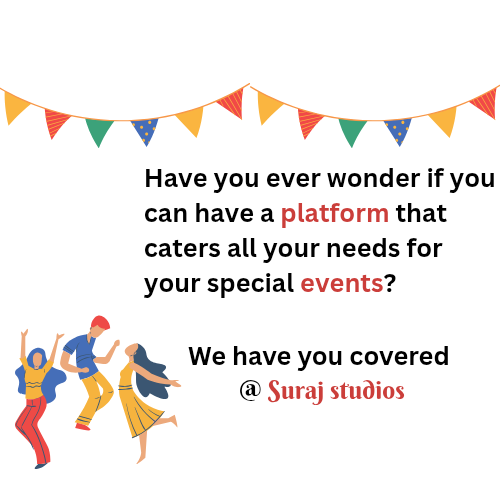 Have you ever wonder if you
can have a platform that
caters all your needs for
your special events?
We have you covered
@ Suraj studios